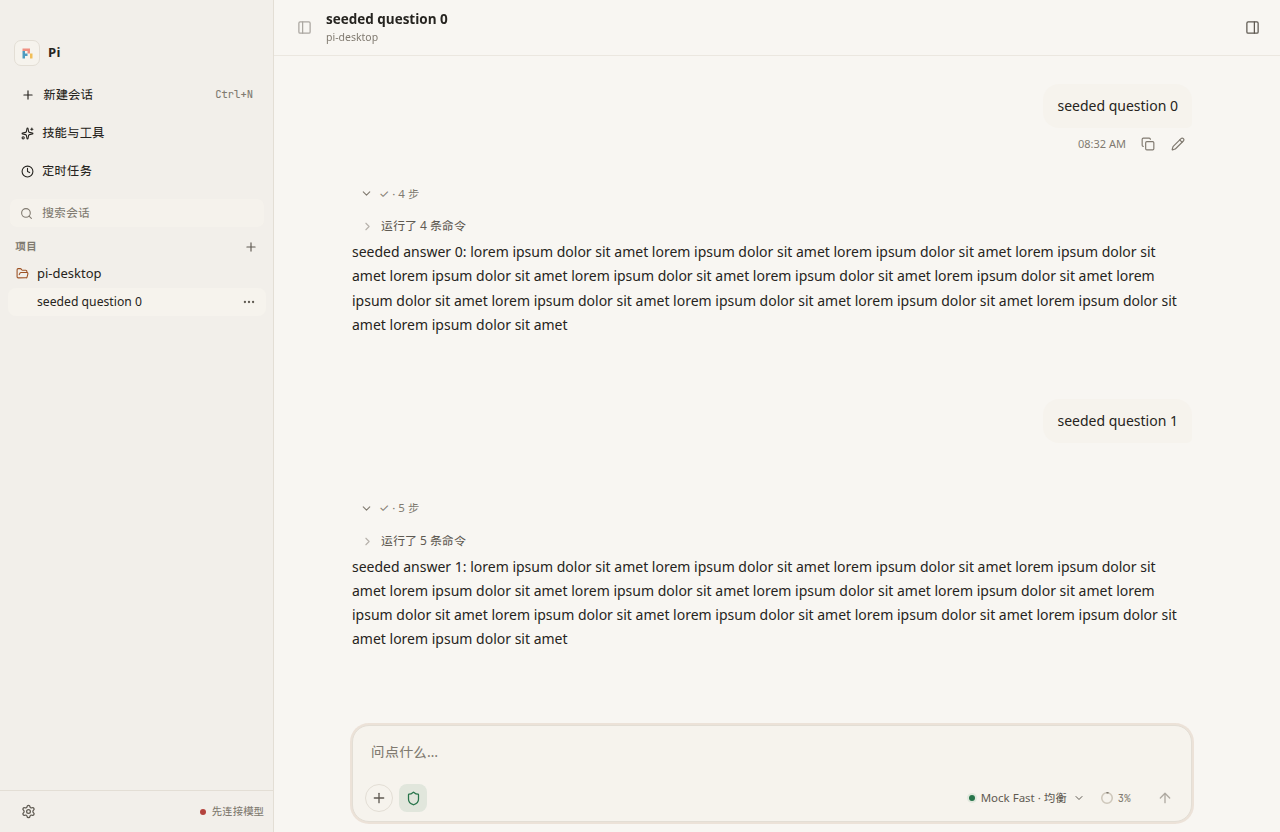 Pi
新建会话 Ctrl+N
技能与工具
定时任务
搜索会话
项目
pi-desktop
seeded question 0
先连接模型
seeded question 0
pi-desktop
seeded question 0
08:32 AM
· 4 步
运行了 4 条命令
seeded answer 0: lorem ipsum dolor sit amet lorem ipsum dolor sit amet lorem ipsum dolor sit amet lorem ipsum dolor sit
amet lorem ipsum dolor sit amet lorem ipsum dolor sit amet lorem ipsum dolor sit amet lorem ipsum dolor sit amet lorem
ipsum dolor sit amet lorem ipsum dolor sit amet lorem ipsum dolor sit amet lorem ipsum dolor sit amet lorem ipsum dolor sit
amet lorem ipsum dolor sit amet
seeded question 1
· 5 步
运行了 5 条命令
seeded answer 1: lorem ipsum dolor sit amet lorem ipsum dolor sit amet lorem ipsum dolor sit amet lorem ipsum dolor sit
amet lorem ipsum dolor sit amet lorem ipsum dolor sit amet lorem ipsum dolor sit amet lorem ipsum dolor sit amet lorem
ipsum dolor sit amet lorem ipsum dolor sit amet lorem ipsum dolor sit amet lorem ipsum dolor sit amet lorem ipsum dolor sit
amet lorem ipsum dolor sit amet
问点什么...
Mock Fast · 均衡 3%